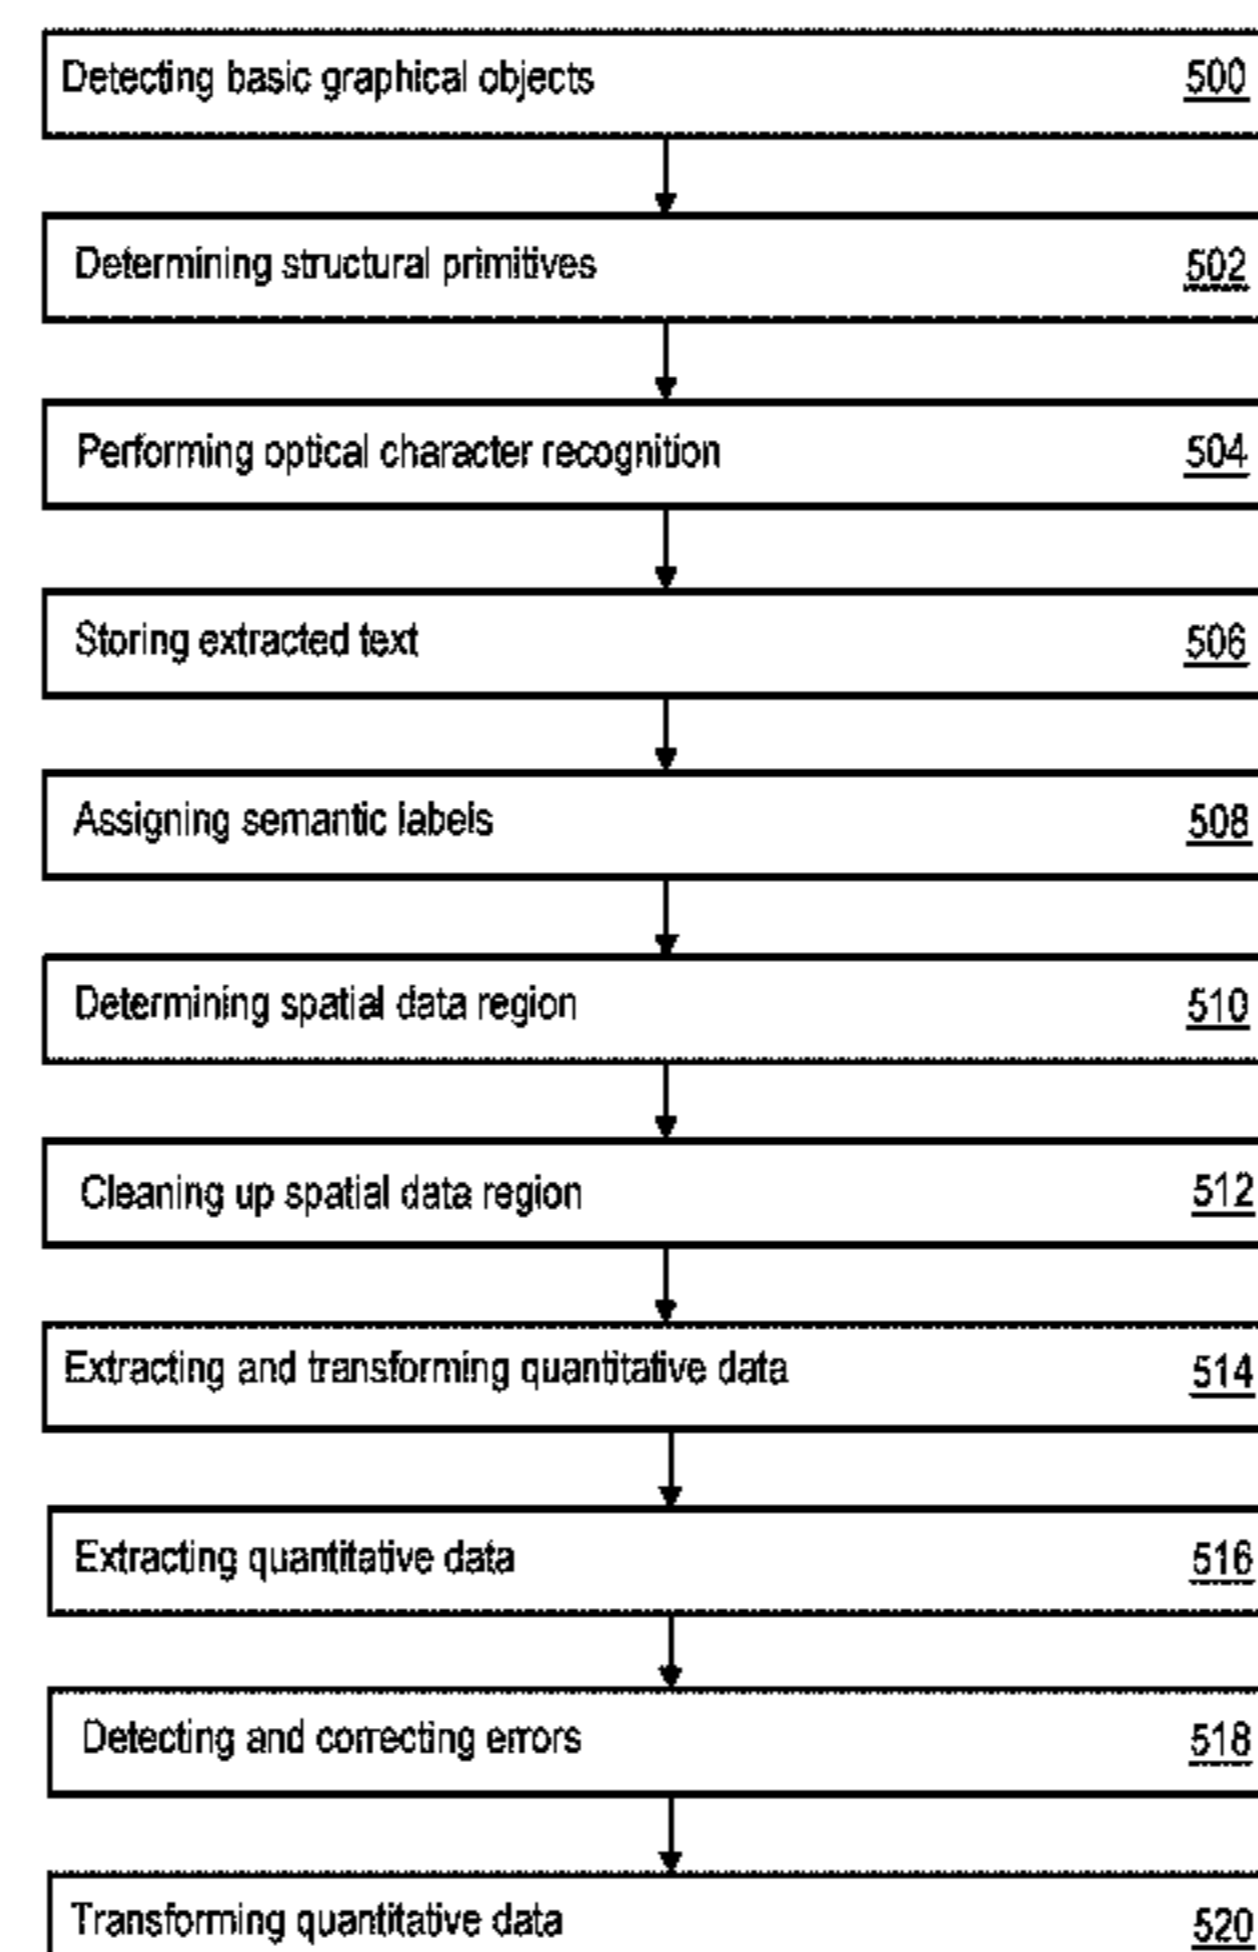 Detecting basic graphical objects 500
Determining structural primitives 502
Performing optical character recognition 504
Storing extracted text 506
Assigning semantic labels 508
Determining spatial data region 510
Cleaning up spatial data region 512
Extracting and transforming quantitative data 514
Extracting quantitative data 516
Detecting and correcting errors 518
Transforming quantitative data 520